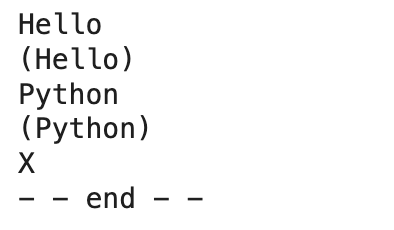 Hello
(Hello)
Python
(Python)
X
- - end - -